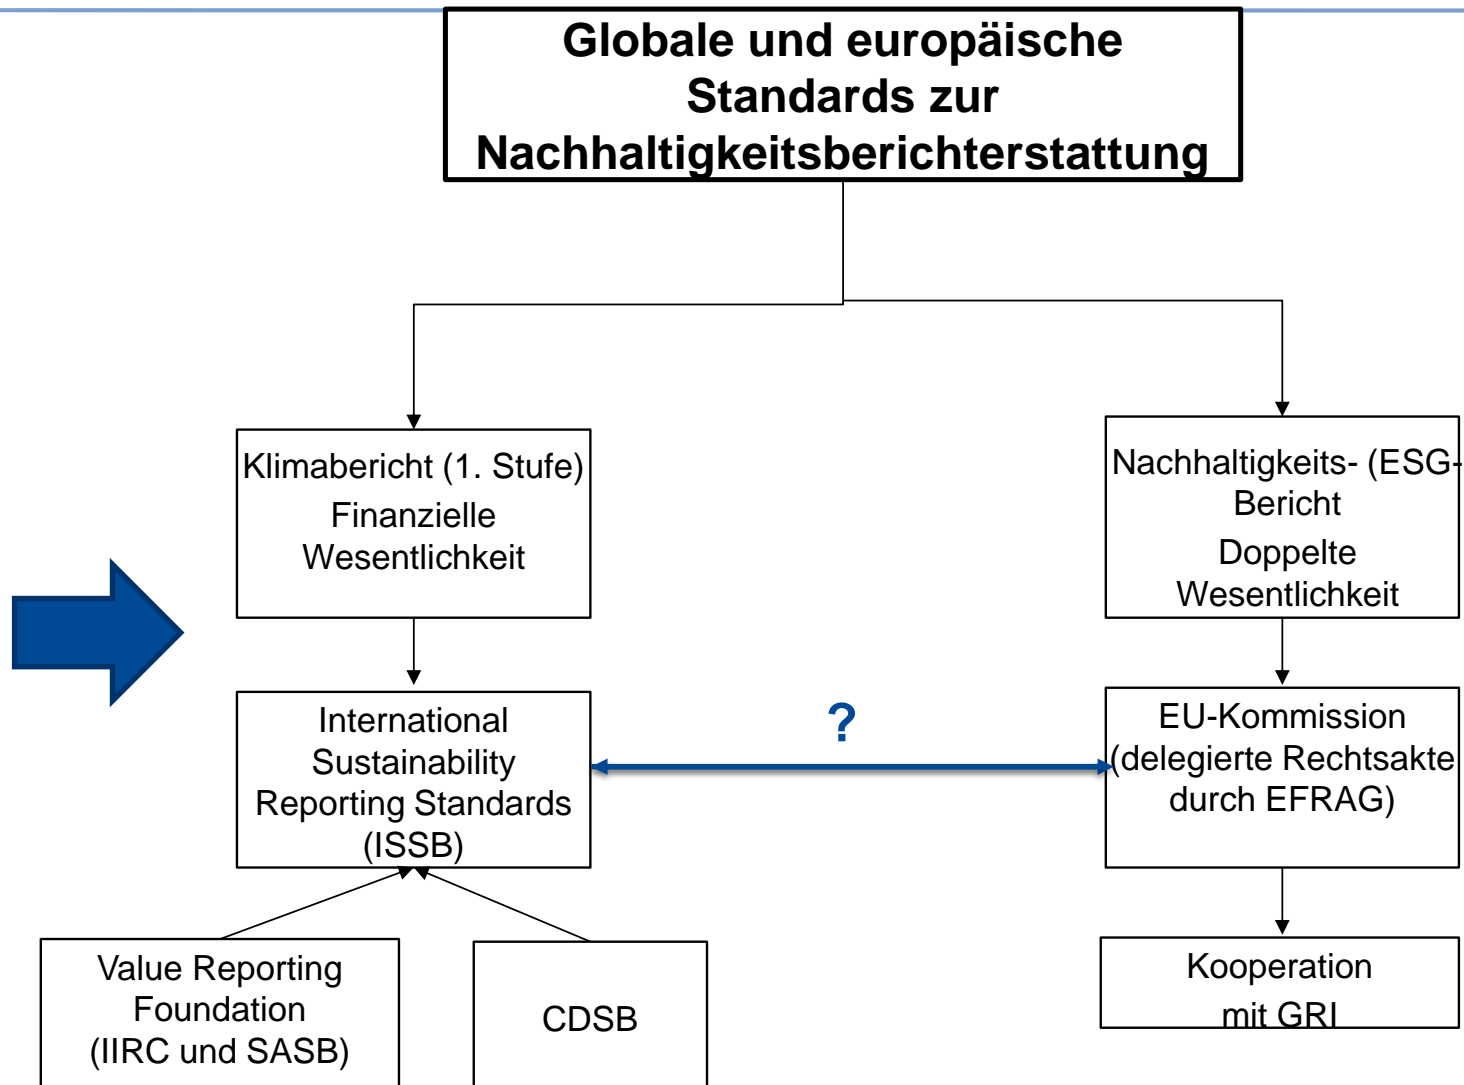 Globale und europäische
Standards zur
Nachhaltigkeitsberichterstattung
Klimabericht (1. Stufe)
Finanzielle
Wesentlichkeit
Nachhaltigkeits- (ESG-
Bericht
Doppelte
Wesentlichkeit
International
Sustainability
Reporting Standards
(ISSB)
?
EU-Kommission
(delegierte Rechtsakte
durch EFRAG)
Value Reporting
Foundation
(IIRC und SASB)
CDSB
Kooperation
mit GRI